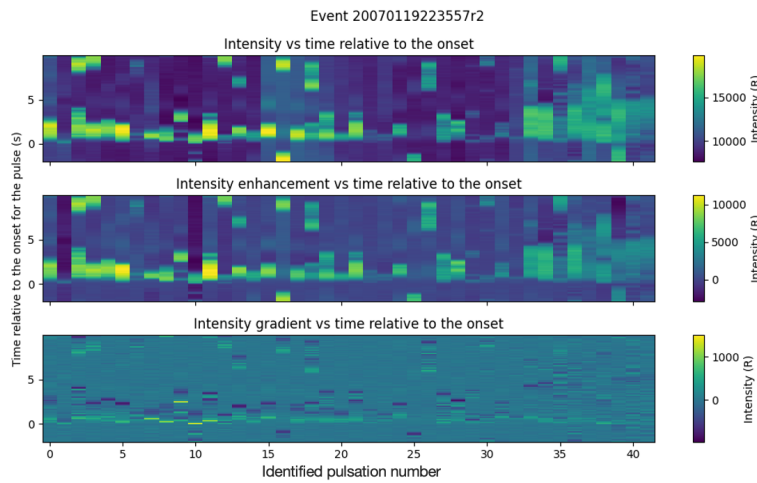 Event 20070119223557r2
Intensity vs time relative to the onset
5
0
15000
10000
Intensity (R)
Intensity enhancement vs time relative to the onset
5
0
10000
5000
0
Intensity (R)
Time relative to the onset for the pulse (s)
Intensity gradient vs time relative to the onset
5
0
1000
0
Intensity (R)
0 5 10 15 20 25 30 35 40
Identified pulsation number